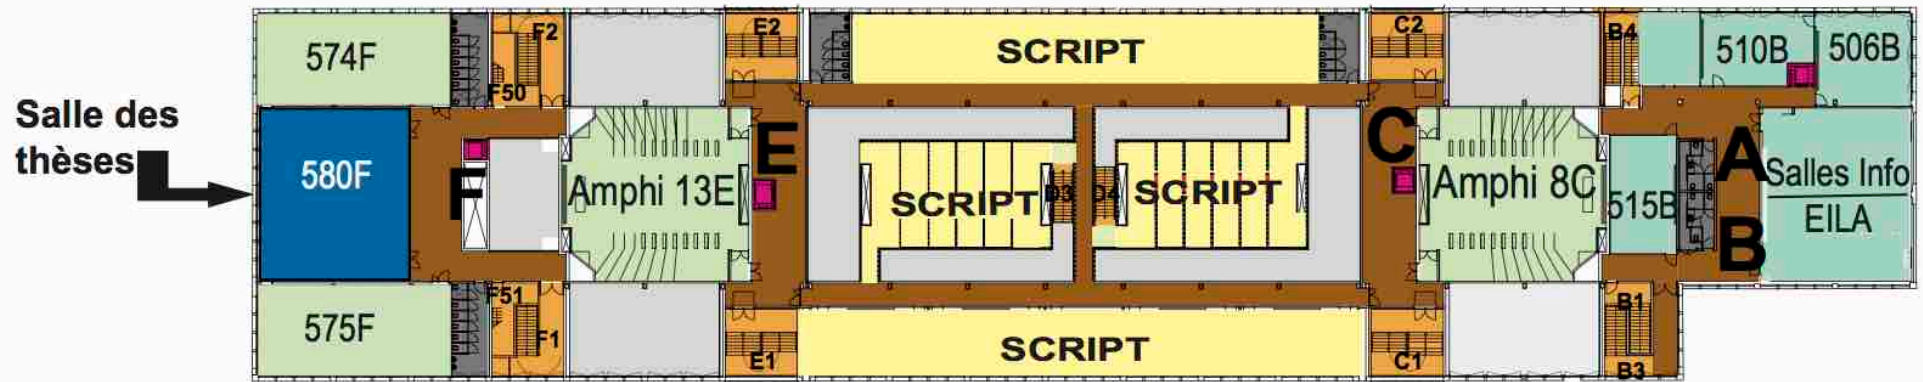 Salle des
thèses
574F
580F
575F
F2
F50
F
F51
F1
Amphi 13E
E2
E
E1
SCRIPT
SCRIPT
D3
D4
SCRIPT
SCRIPT
C2
C
C1
Amphi 8C
B4
515B
B1
B3
510B
506B
A
B
Salles Info
EILA